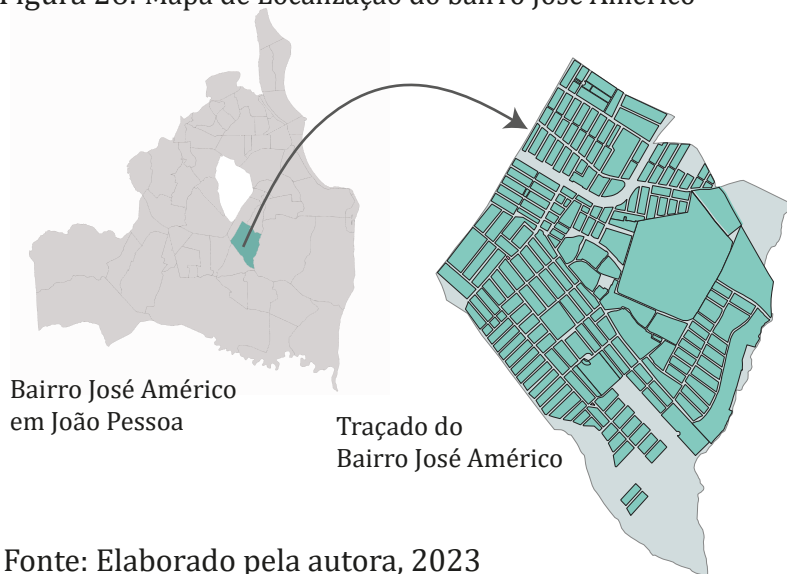 Figura 28: Mapa de Localização do bairro José Américo
Bairro José Américo
em João Pessoa
Traçado do
Bairro José Américo
Fonte: Elaborado pela autora, 2023